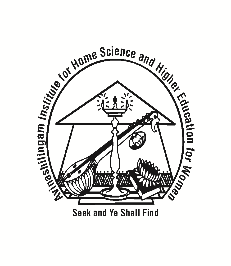 Avinashilingam Institute for Home Science and Higher Education for Women
Seek and Ye Shall Find